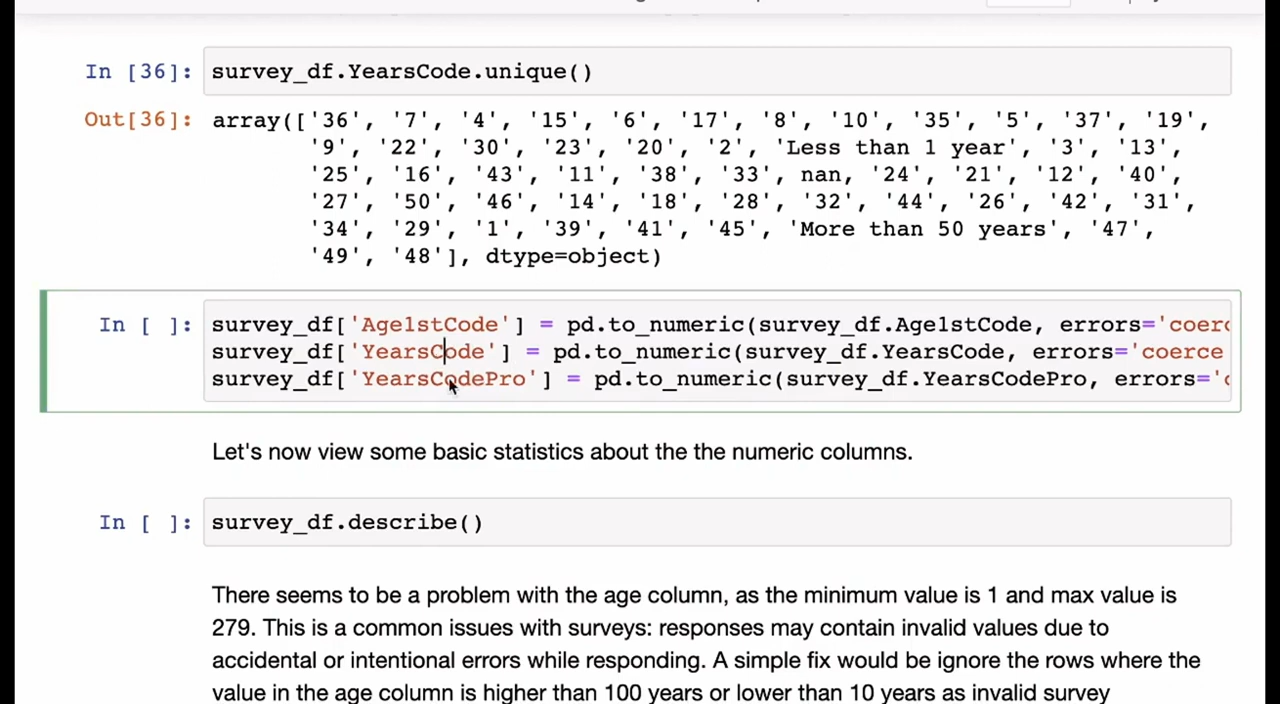 In [36]: survey_df.YearsCode.unique()
Out[36]: array(['36', '7', '4', '15', '6', '17', '8', '10', '35', '5', '37', '19',
'9', '22', '30', '23', '20', '2', 'Less than 1 year', '3', '13',
'25', '16', '43', '11', '38', '33', nan, '24', '21', '12', '40',
'27', '50', '46', '14', '18', '28', '32', '44', '26', '42', '31',
'34', '29', '1', '39', '41', '45', 'More than 50 years', '47',
'49', '48'], dtype=object)
In [ ]: survey_df['Age1stCode'] = pd.to_numeric(survey_df.Age1stCode, errors='coerc
survey_df['YearsCode'] = pd.to_numeric(survey_df.YearsCode, errors='coerce
survey_df['YearsCodePro'] = pd.to_numeric(survey_df.YearsCodePro, errors='c
Let's now view some basic statistics about the the numeric columns.
In [ ]: survey_df.describe()
There seems to be a problem with the age column, as the minimum value is 1 and max value is
279. This is a common issues with surveys: responses may contain invalid values due to
accidental or intentional errors while responding. A simple fix would be ignore the rows where the
value in the age column is higher than 100 years or lower than 10 years as invalid survey